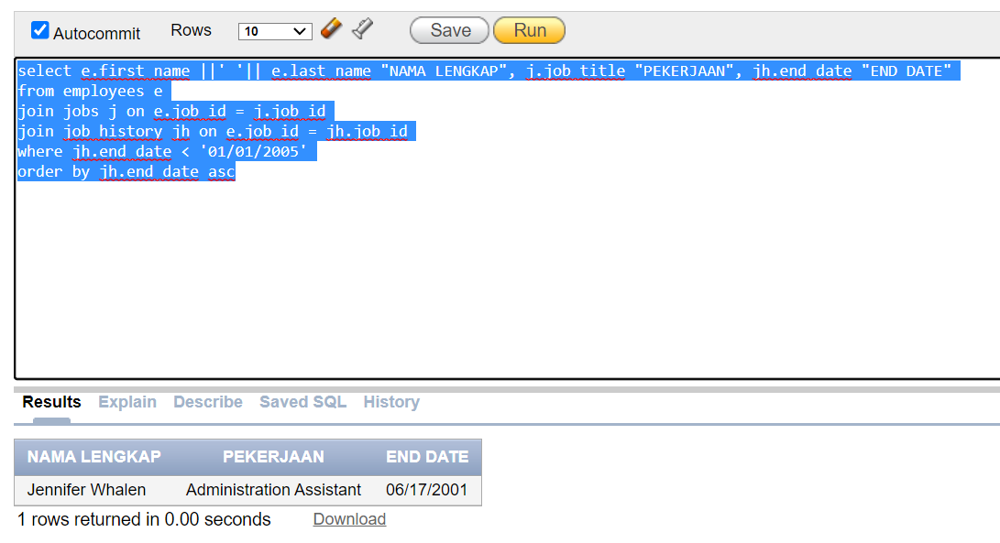 Autocommit Rows 10 Save Run
select e.first_name ||' '|| e.last_name "NAMA LENGKAP", j.job_title "PEKERJAAN", jh.end_date "END DATE"
from employees e
join jobs j on e.job_id = j.job_id
join job_history jh on e.job_id = jh.job_id
where jh.end_date < '01/01/2005'
order by jh.end_date asc
Results Explain Describe Saved SQL History
NAMA LENGKAP PEKERJAAN END DATE
Jennifer Whalen Administration Assistant 06/17/2001
1 rows returned in 0.00 seconds Download